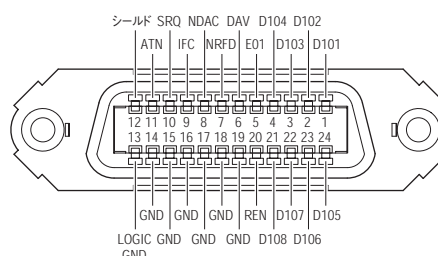 シールド SRQ NDAC DAV D104 D102
ATN IFC NRFD E01 D103 D101
12 11 10 9 8 7 6 5 4 3 2 1
13 14 15 16 17 18 19 20 21 22 23 24
GND GND GND REN D107 D105
LOGIC GND GND GND GND D108 D106